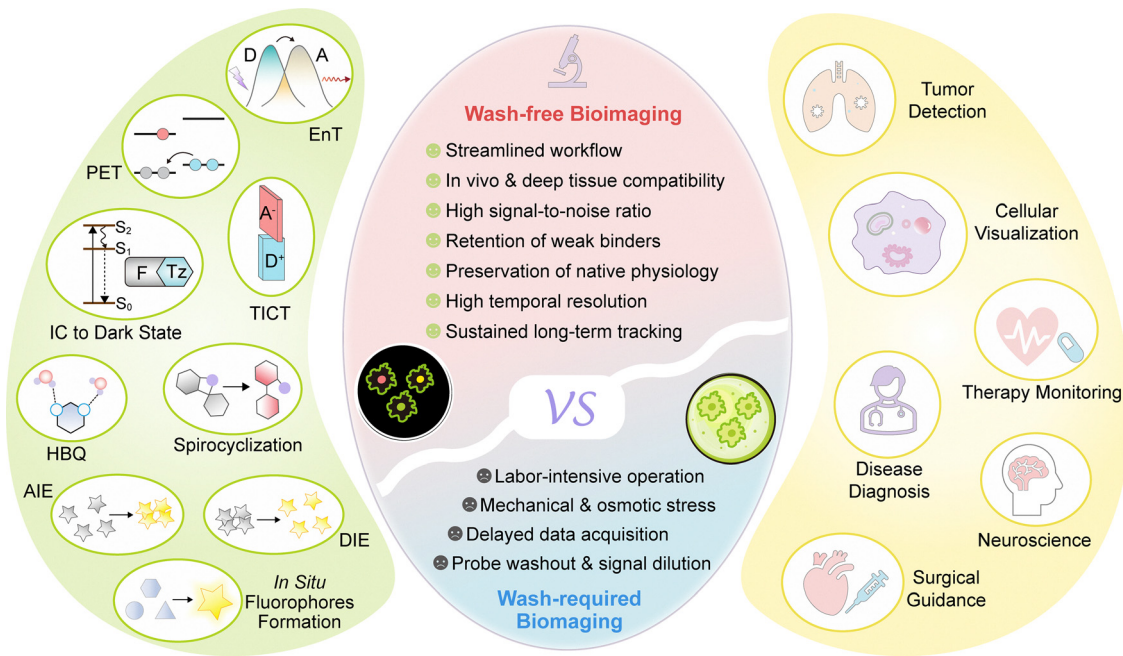 D
A
EnT
PET
A-
D+
TICT
S2
S1
F
Tz
S0
IC to Dark State
HBQ
Spirocyclization
AIE
DIE
In Situ
Fluorophores
Formation
Wash-free Bioimaging
Streamlined workflow
In vivo & deep tissue compatibility
High signal-to-noise ratio
Retention of weak binders
Preservation of native physiology
High temporal resolution
Sustained long-term tracking
VS
Labor-intensive operation
Mechanical & osmotic stress
Delayed data acquisition
Probe washout & signal dilution
Wash-required
Biomaging
Tumor
Detection
Cellular
Visualization
Therapy Monitoring
Disease
Diagnosis
Neuroscience
Surgical
Guidance